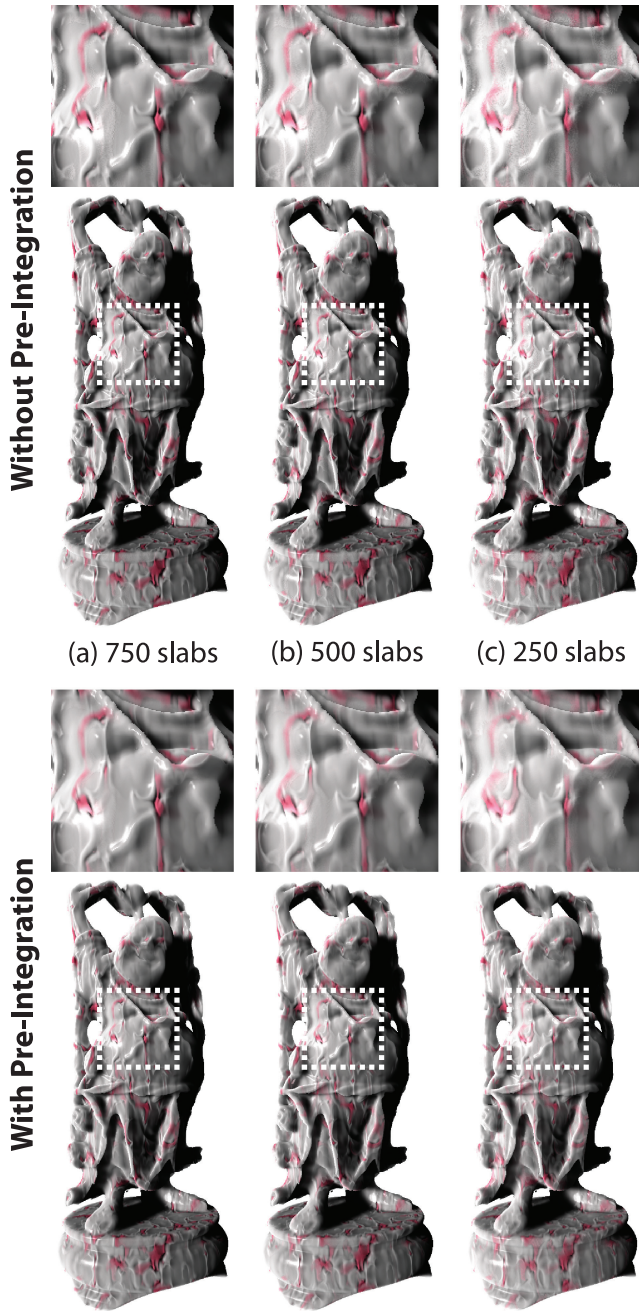 Without Pre-Integration
(a) 750 slabs
(b) 500 slabs
(c) 250 slabs
With Pre-Integration